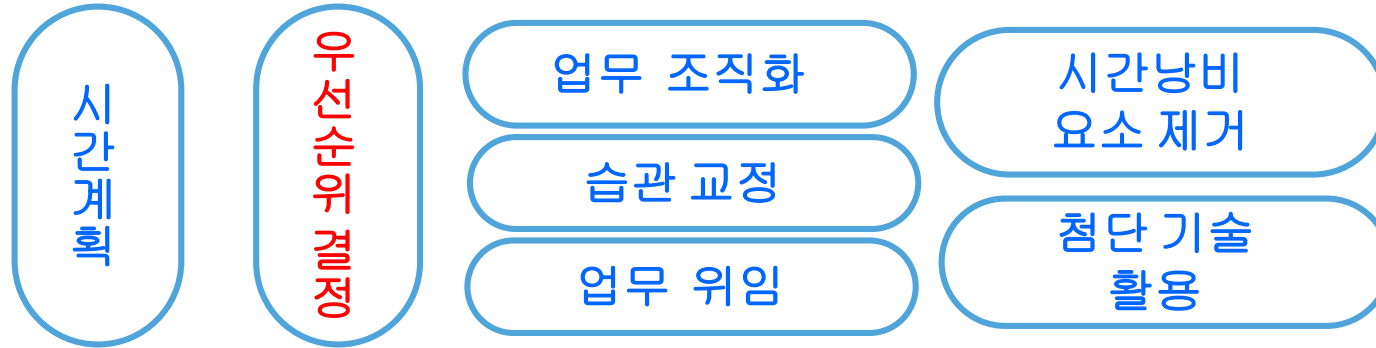 시간계획
우선순위 결정
업무 조직화
습관 교정
업무 위임
시간낭비
요소 제거
첨단 기술
활용